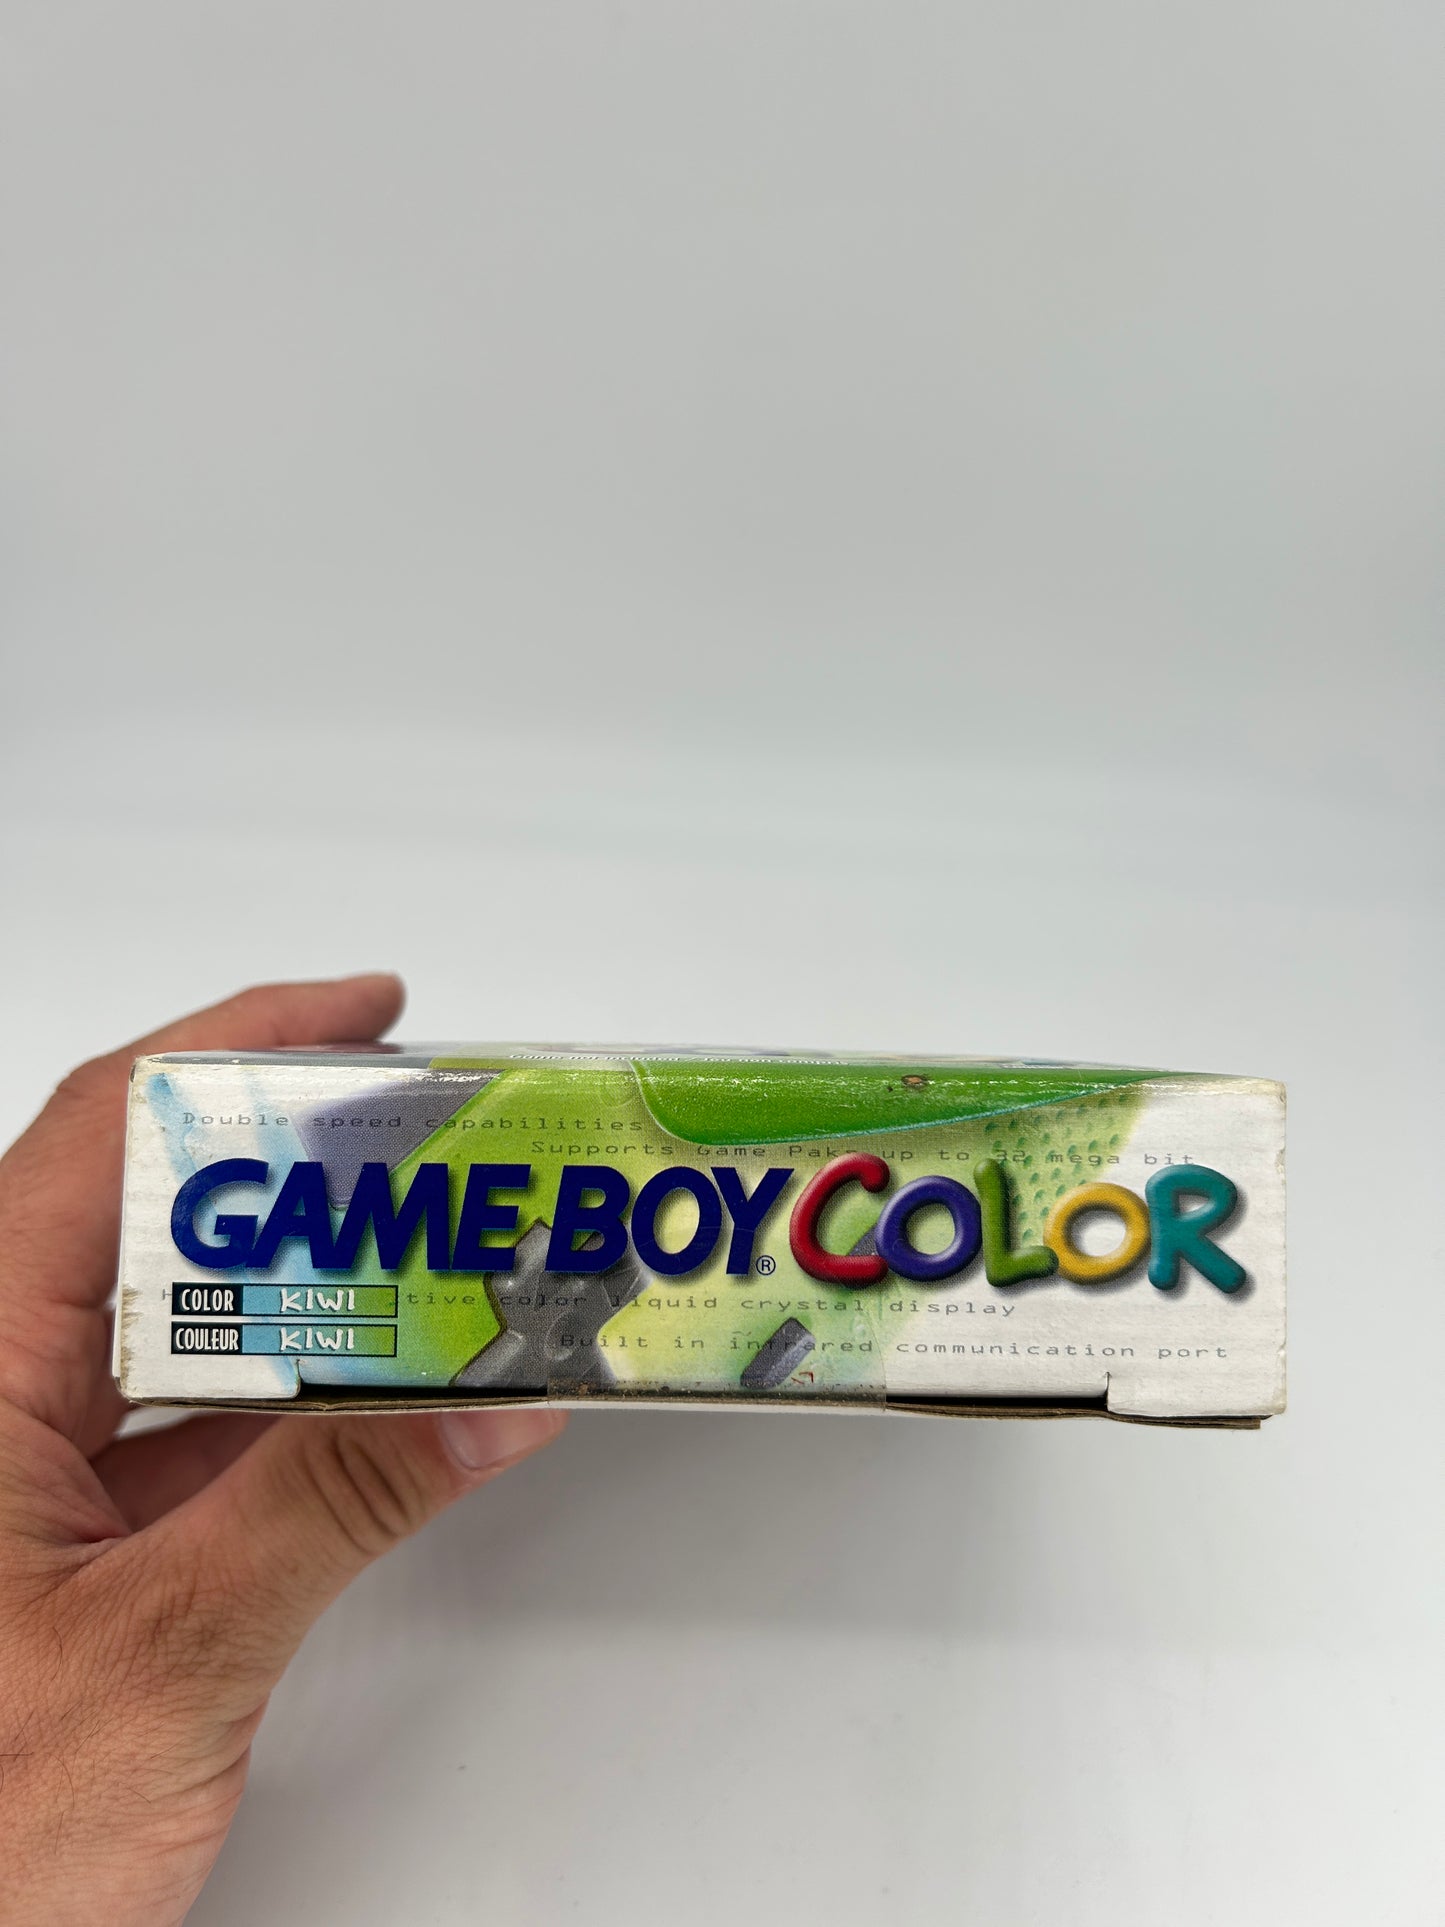 Double speed capabilities
Supports Game Paks up to 32 mega bit
GAME BOY® COLOR
COLOR KIWI
color liquid crystal display
COULEUR KIWI
Built in infrared communication port